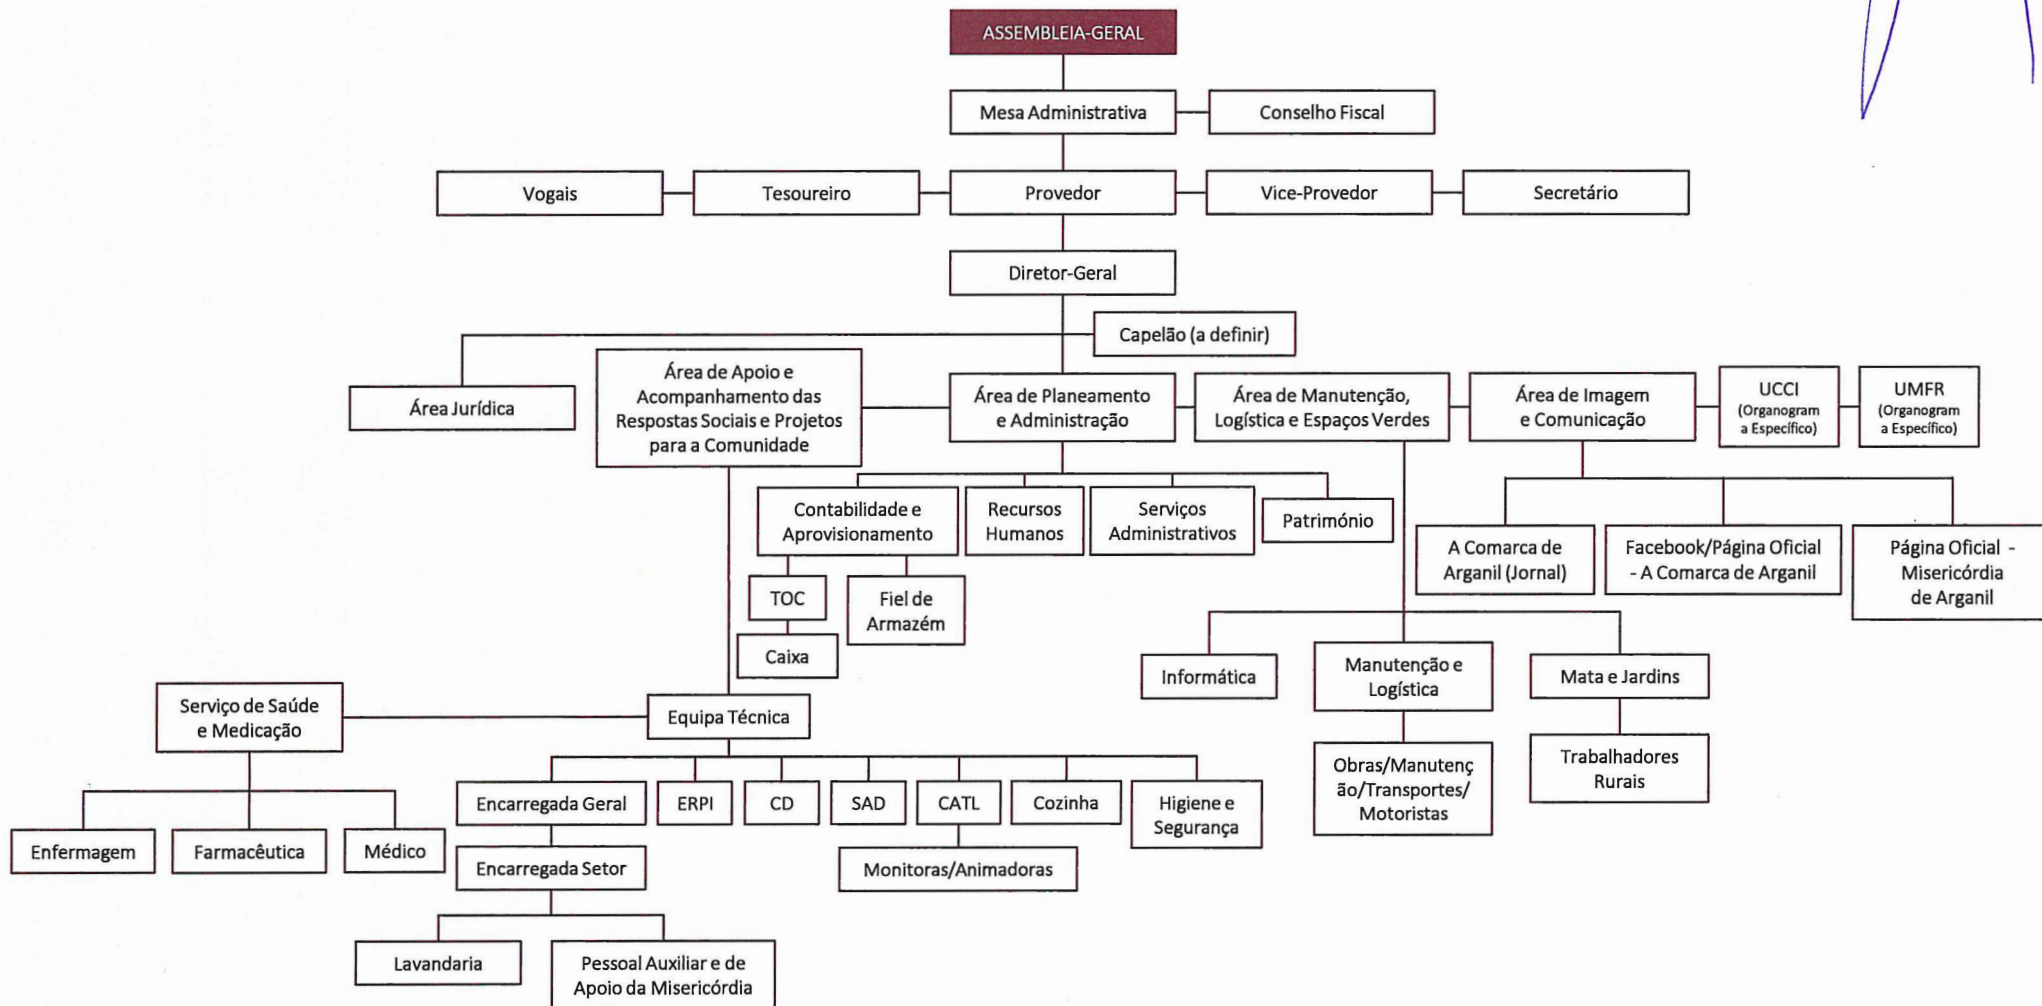 ASSEMBLEIA-GERAL
Mesa Administrativa
Conselho Fiscal
Vogais
Tesoureiro
Provedor
Vice-Provedor
Secretário
Diretor-Geral
Capelão (a definir)
Área Jurídica
Área de Apoio e
Acompanhamento das
Respostas Sociais e Projetos
para a Comunidade
Área de Planeamento
e Administração
Área de Manutenção,
Logística e Espaços Verdes
Área de Imagem
e Comunicação
UCCI
(Organogram
a Específico)
UMFR
(Organogram
a Específico)
Contabilidade e
Aprovisionamento
Recursos
Humanos
Serviços
Administrativos
Património
A Comarca de
Arganil (Jornal)
Facebook/Página Oficial
- A Comarca de Arganil
Página Oficial -
Misericórdia
de Arganil
TOC
Fiel de
Armazém
Caixa
Informática
Manutenção e
Logística
Mata e Jardins
Serviço de Saúde
e Medicação
Equipa Técnica
Obras/Manutenç
ão/Transportes/
Motoristas
Trabalhadores
Rurais
Encarregada Geral
ERPI
CD
SAD
CATL
Cozinha
Higiene e
Segurança
Enfermagem
Farmacêutica
Médico
Encarregada Setor
Monitoras/Animadoras
Lavandaria
Pessoal Auxiliar e de
Apoio da Misericórdia